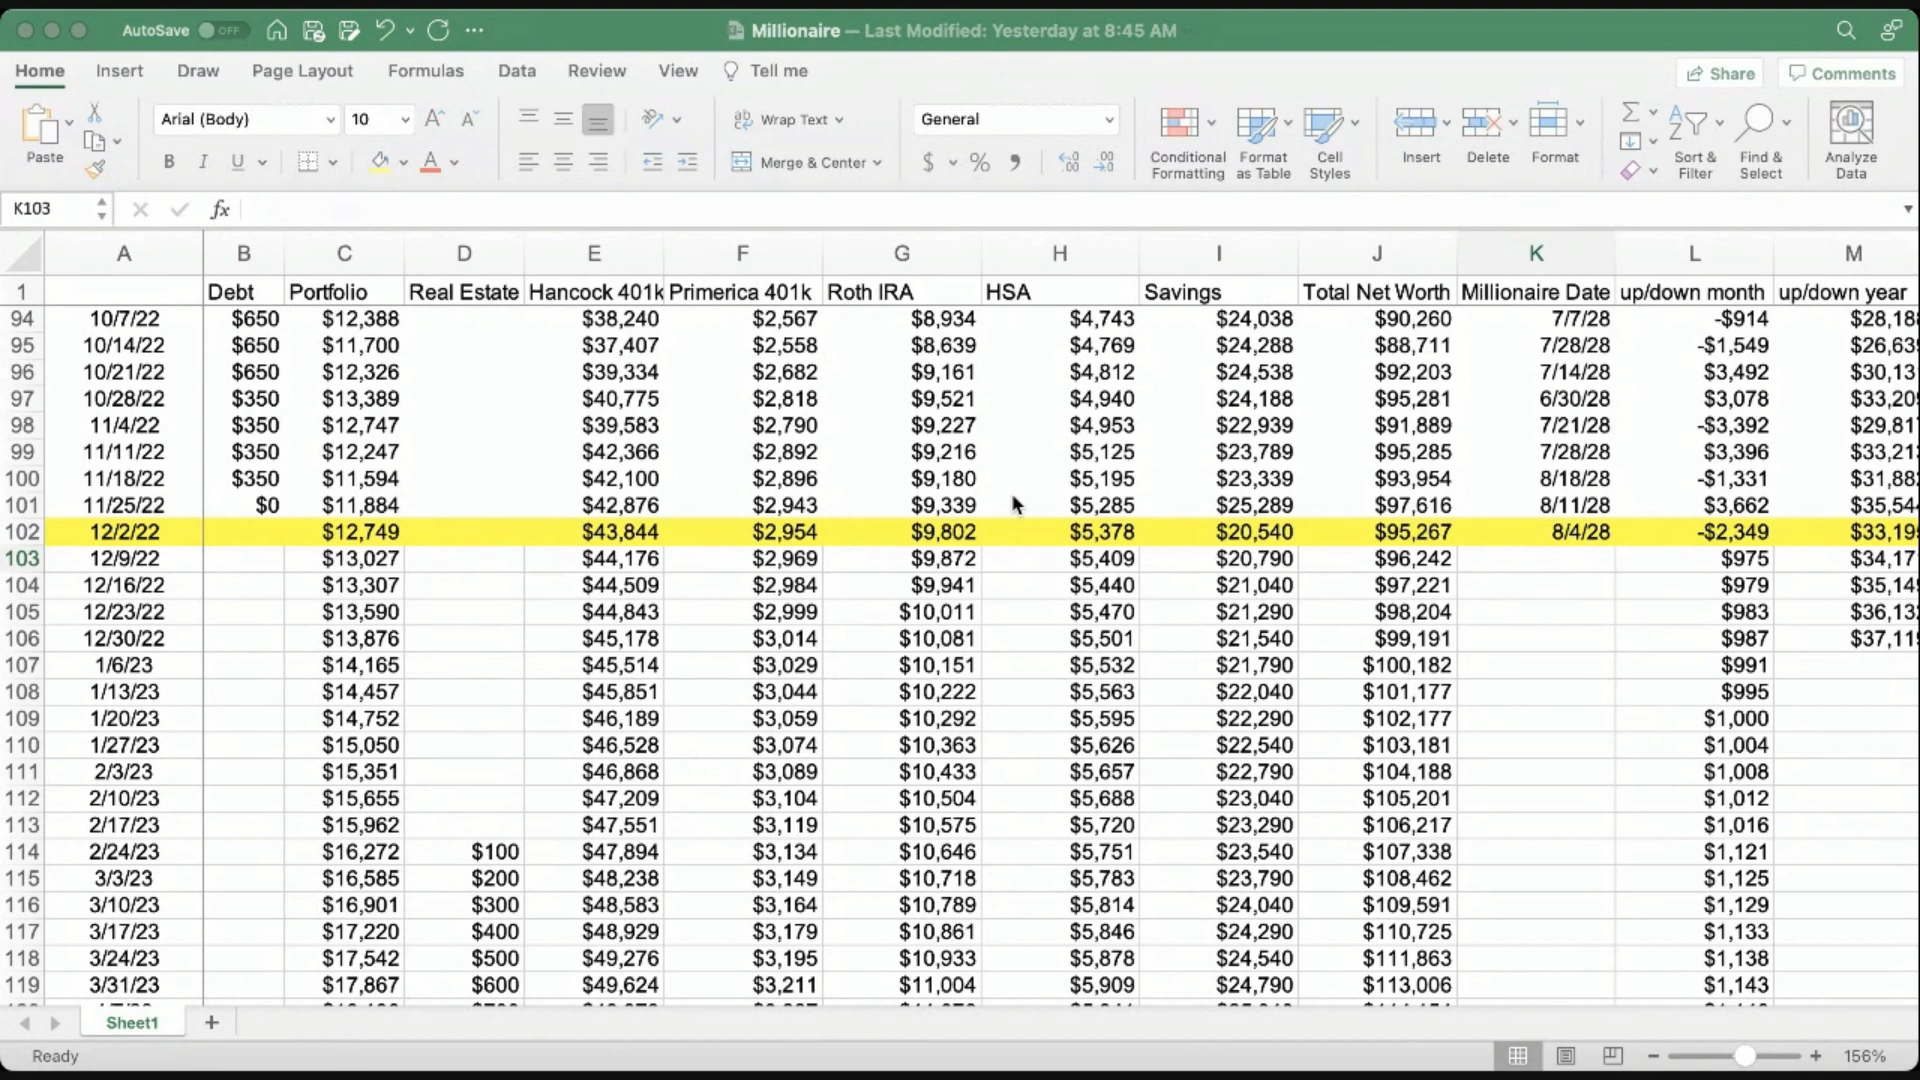 AutoSave OFF Millionaire — Last Modified: Yesterday at 8:45 AM
Home Insert Draw Page Layout Formulas Data Review View Tell me Share Comments
Arial (Body) 10 Wrap Text General
Paste B I U Merge & Center $ % Conditional Formatting Format as Table Cell Styles Insert Delete Format Sort & Filter Find & Select Analyze Data
K103 fx
A B C D E F G H I J K L M
1 Debt Portfolio Real Estate Hancock 401k Primerica 401k Roth IRA HSA Savings Total Net Worth Millionaire Date up/down month up/down year
94 10/7/22 $650 $12,388 $38,240 $2,567 $8,934 $4,743 $24,038 $90,260 7/7/28 -$914
95 10/14/22 $650 $11,700 $37,407 $2,558 $8,639 $4,769 $24,288 $88,711 7/28/28 -$1,549
96 10/21/22 $650 $12,326 $39,334 $2,682 $9,161 $4,812 $24,538 $92,203 7/14/28 $3,492
97 10/28/22 $350 $13,389 $40,775 $2,818 $9,521 $4,940 $24,188 $95,281 6/30/28 $3,078
98 11/4/22 $350 $12,747 $39,583 $2,790 $9,227 $4,953 $22,939 $91,889 7/21/28 -$3,392
99 11/11/22 $350 $12,247 $42,366 $2,892 $9,216 $5,125 $23,789 $95,285 7/28/28 $3,396
100 11/18/22 $350 $11,594 $42,100 $2,896 $9,180 $5,195 $23,339 $93,954 8/18/28 -$1,331
101 11/25/22 $0 $11,884 $42,876 $2,943 $9,339 $5,285 $25,289 $97,616 8/11/28 $3,662
102 12/2/22 $12,749 $43,844 $2,954 $9,802 $5,378 $20,540 $95,267 8/4/28 -$2,349
103 12/9/22 $13,027 $44,176 $2,969 $9,872 $5,409 $20,790 $96,242 $975
104 12/16/22 $13,307 $44,509 $2,984 $9,941 $5,440 $21,040 $97,221 $979
105 12/23/22 $13,590 $44,843 $2,999 $10,011 $5,470 $21,290 $98,204 $983
106 12/30/22 $13,876 $45,178 $3,014 $10,081 $5,501 $21,540 $99,191 $987
107 1/6/23 $14,165 $45,514 $3,029 $10,151 $5,532 $21,790 $100,182 $991
108 1/13/23 $14,457 $45,851 $3,044 $10,222 $5,563 $22,040 $101,177 $995
109 1/20/23 $14,752 $46,189 $3,059 $10,292 $5,595 $22,290 $102,177 $1,000
110 1/27/23 $15,050 $46,528 $3,074 $10,363 $5,626 $22,540 $103,181 $1,004
111 2/3/23 $15,351 $46,868 $3,089 $10,433 $5,657 $22,790 $104,188 $1,008
112 2/10/23 $15,655 $47,209 $3,104 $10,504 $5,688 $23,040 $105,201 $1,012
113 2/17/23 $15,962 $47,551 $3,119 $10,575 $5,720 $23,290 $106,217 $1,016
114 2/24/23 $16,272 $100 $47,894 $3,134 $10,646 $5,751 $23,540 $107,338 $1,121
115 3/3/23 $16,585 $200 $48,238 $3,149 $10,718 $5,783 $23,790 $108,462 $1,125
116 3/10/23 $16,901 $300 $48,583 $3,164 $10,789 $5,814 $24,040 $109,591 $1,129
117 3/17/23 $17,220 $400 $48,929 $3,179 $10,861 $5,846 $24,290 $110,725 $1,133
118 3/24/23 $17,542 $500 $49,276 $3,195 $10,933 $5,878 $24,540 $111,863 $1,138
119 3/31/23 $17,867 $600 $49,624 $3,211 $11,004 $5,909 $24,790 $113,006 $1,143
Sheet1 +
Ready 156%